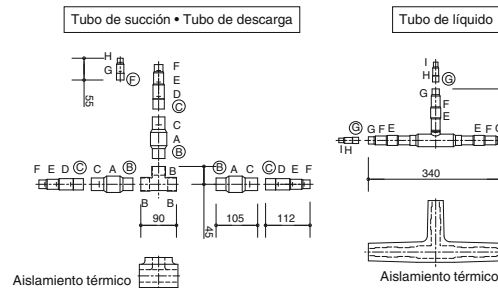 Tubo de succión • Tubo de descarga
Tubo de líquido
H
G
F
55
F
E
D
C
C
A
B
F E D C C A B
B
B C A C C D E F
B B
90
45
105
112
Aislamiento térmico
I
H
G
G
F
E
G
I H
G F E
E F G
340
Aislamiento térmico